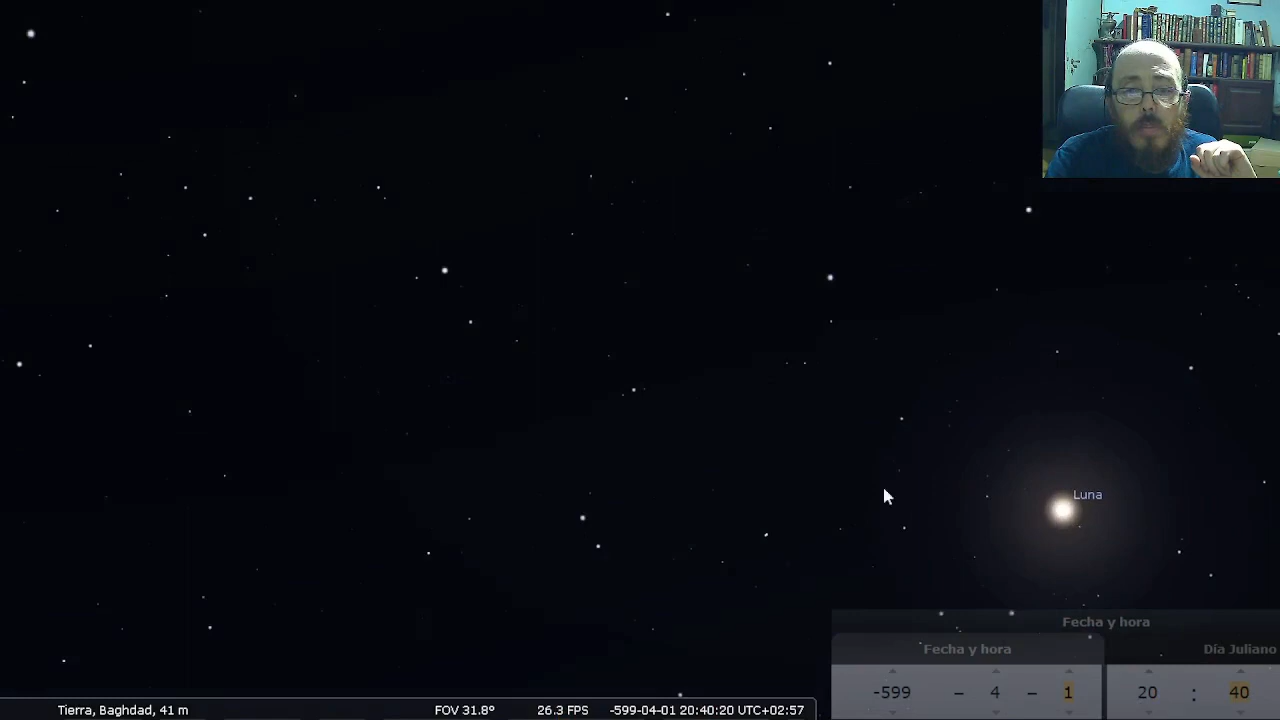 Luna
Fecha y hora
Fecha y hora
Día Juliano
-599 – 4 – 1 20 : 40
Tierra, Baghdad, 41 m FOV 31.8° 26.3 FPS -599-04-01 20:40:20 UTC+02:57